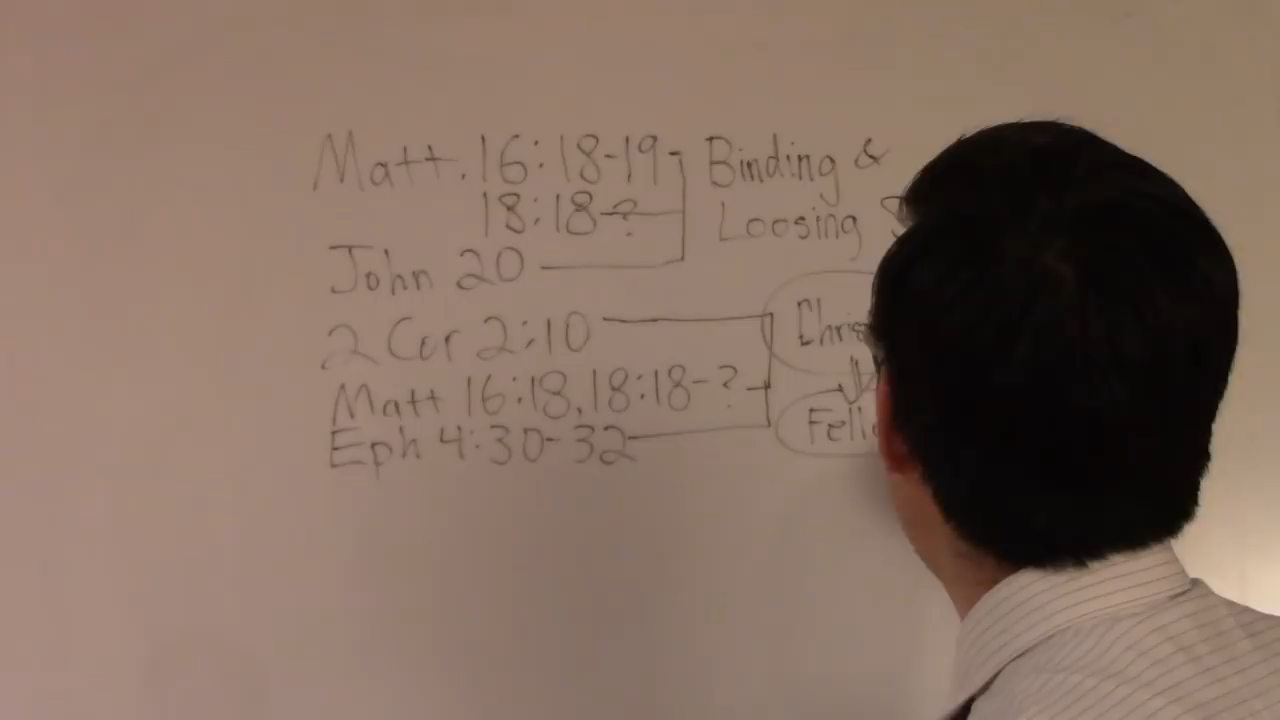 Matt. 16:18-19 Binding &
18:18-? Loosing
John 20
2 Cor 2:10
Matt 16:18, 18:18-?
Eph 4:30-32